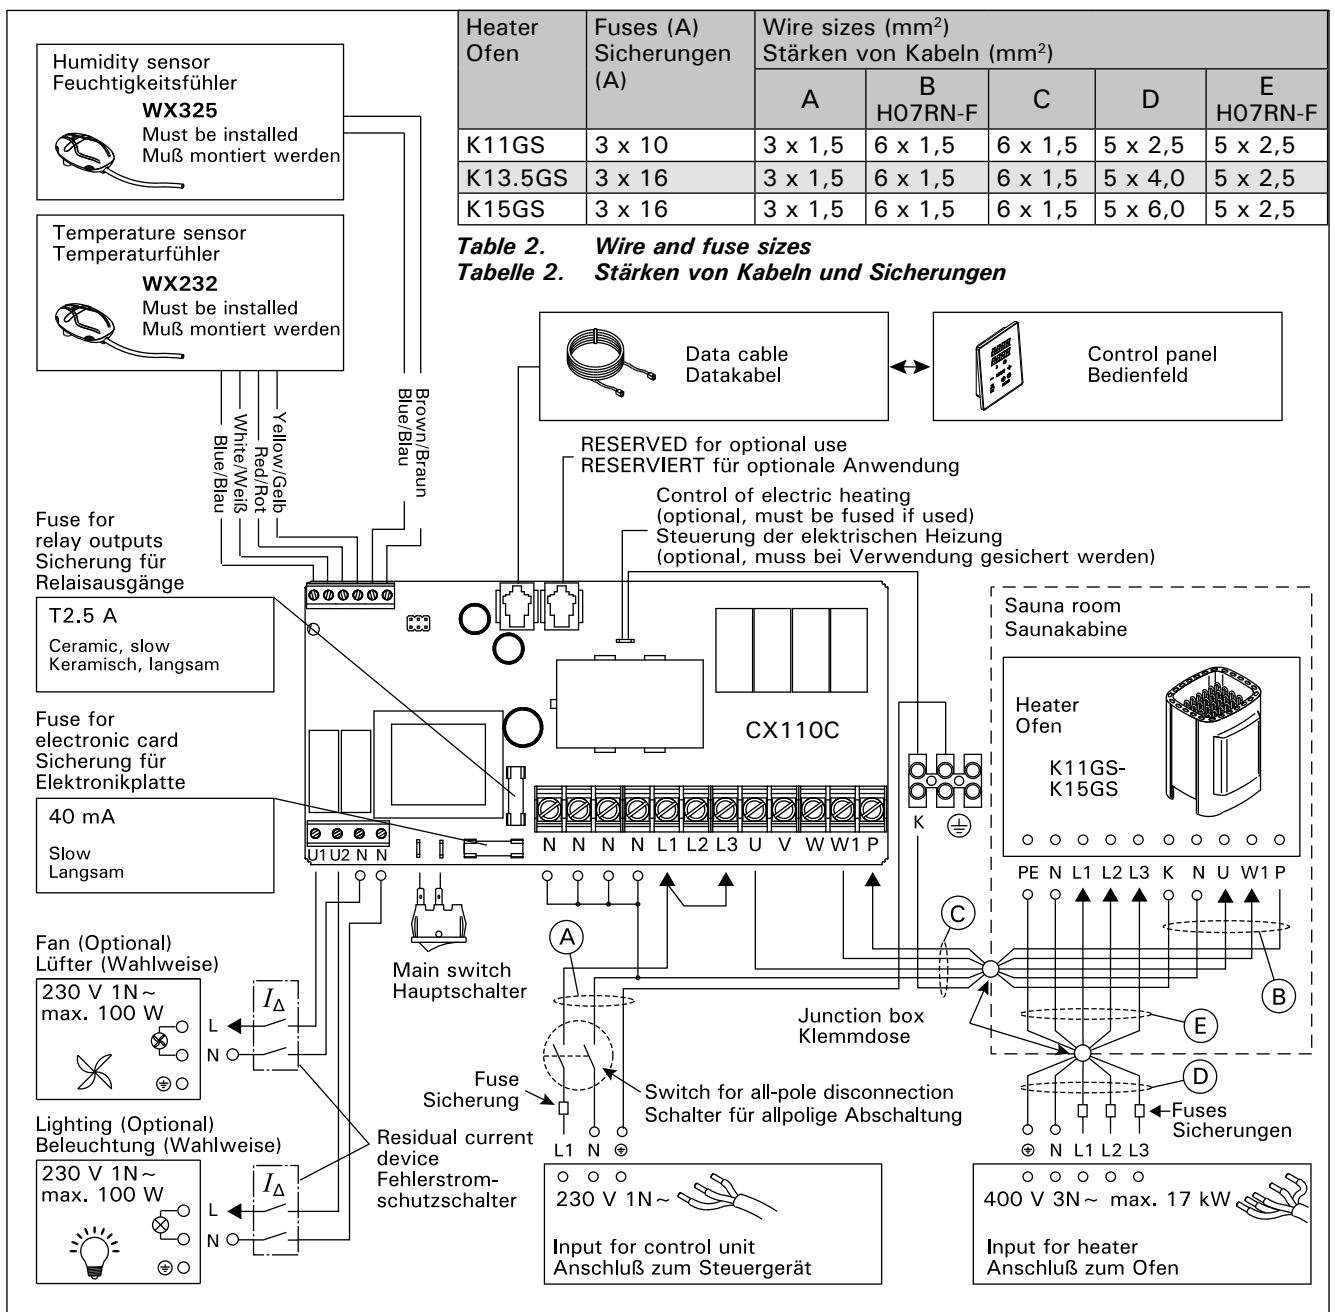 Heater
Ofen
Fuses (A)
Sicherungen
(A)
Wire sizes (mm²)
Stärken von Kabeln (mm²)
A
B
H07RN-F
C
D
E
H07RN-F
K11GS 3 x 10 3 x 1,5 6 x 1,5 6 x 1,5 5 x 2,5 5 x 2,5
K13.5GS 3 x 16 3 x 1,5 6 x 1,5 6 x 1,5 5 x 4,0 5 x 2,5
K15GS 3 x 16 3 x 1,5 6 x 1,5 6 x 1,5 5 x 6,0 5 x 2,5
Table 2. Wire and fuse sizes
Tabelle 2. Stärken von Kabeln und Sicherungen
Humidity sensor
Feuchtigkeitsfühler
WX325
Must be installed
Muß montiert werden
Temperature sensor
Temperaturfühler
WX232
Must be installed
Muß montiert werden
Brown/Braun
Blue/Blau
Yellow/Gelb
Red/Rot
White/Weiß
Blue/Blau
Data cable
Datakabel
Control panel
Bedienfeld
RESERVED for optional use
RESERVIERT für optionale Anwendung
Control of electric heating
(optional, must be fused if used)
Steuerung der elektrischen Heizung
(optional, muss bei Verwendung gesichert werden)
Fuse for
relay outputs
Sicherung für
Relaisausgänge
T2.5 A
Ceramic, slow
Keramisch, langsam
Fuse for
electronic card
Sicherung für
Elektronikplatte
40 mA
Slow
Langsam
CX110C
U1 U2 N N
N N N N L1 L2 L3 U V W W1 P
K
Sauna room
Saunakabine
Heater
Ofen
K11GS-
K15GS
PE N L1 L2 L3 K N U W1 P
Main switch
Hauptschalter
A
C
B
E
D
Junction box
Klemmdose
Fan (Optional)
Lüfter (Wahlweise)
230 V 1N~
max. 100 W
L
N
I∆
Lighting (Optional)
Beleuchtung (Wahlweise)
230 V 1N~
max. 100 W
L
N
I∆
Residual current
device
Fehlerstrom-
schutzschalter
Fuse
Sicherung
Switch for all-pole disconnection
Schalter für allpolige Abschaltung
L1 N
230 V 1N~
Input for control unit
Anschluß zum Steuergerät
Fuses
Sicherungen
N L1 L2 L3
400 V 3N~ max. 17 kW
Input for heater
Anschluß zum Ofen